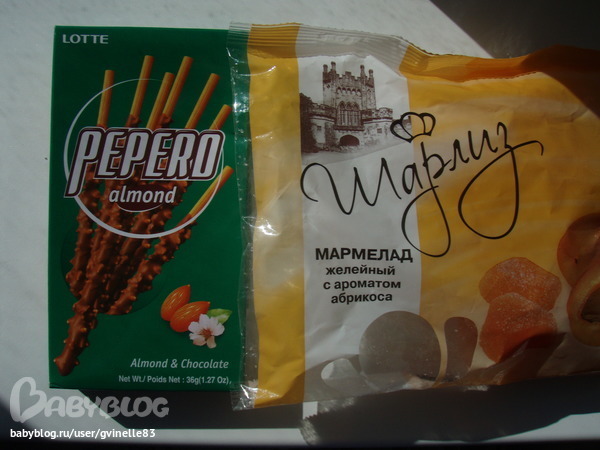 LOTTE
PEPERO
almond
Almond & Chocolate
Net Wt./ Poids Net : 36g(1.27 Oz).
Шарлиз
МАРМЕЛАД
желейный
с ароматом
абрикоса
BABYBLOG
babyblog.ru/user/gvinelle83